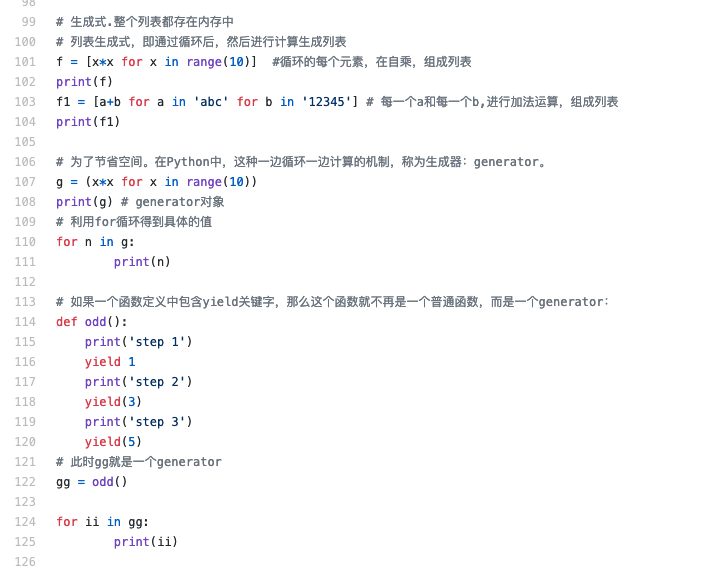 98
99 # 生成式.整个列表都存在内存中
100 # 列表生成式，即通过循环后，然后进行计算生成列表
101 f = [x*x for x in range(10)]  #循环的每个元素，在自乘，组成列表
102 print(f)
103 f1 = [a+b for a in 'abc' for b in '12345'] # 每一个a和每一个b,进行加法运算，组成列表
104 print(f1)
105
106 # 为了节省空间。在Python中，这种一边循环一边计算的机制，称为生成器：generator。
107 g = (x*x for x in range(10))
108 print(g) # generator对象
109 # 利用for循环得到具体的值
110 for n in g:
111         print(n)
112
113 # 如果一个函数定义中包含yield关键字，那么这个函数就不再是一个普通函数，而是一个generator：
114 def odd():
115     print('step 1')
116     yield 1
117     print('step 2')
118     yield(3)
119     print('step 3')
120     yield(5)
121 # 此时gg就是一个generator
122 gg = odd()
123
124 for ii in gg:
125         print(ii)
126